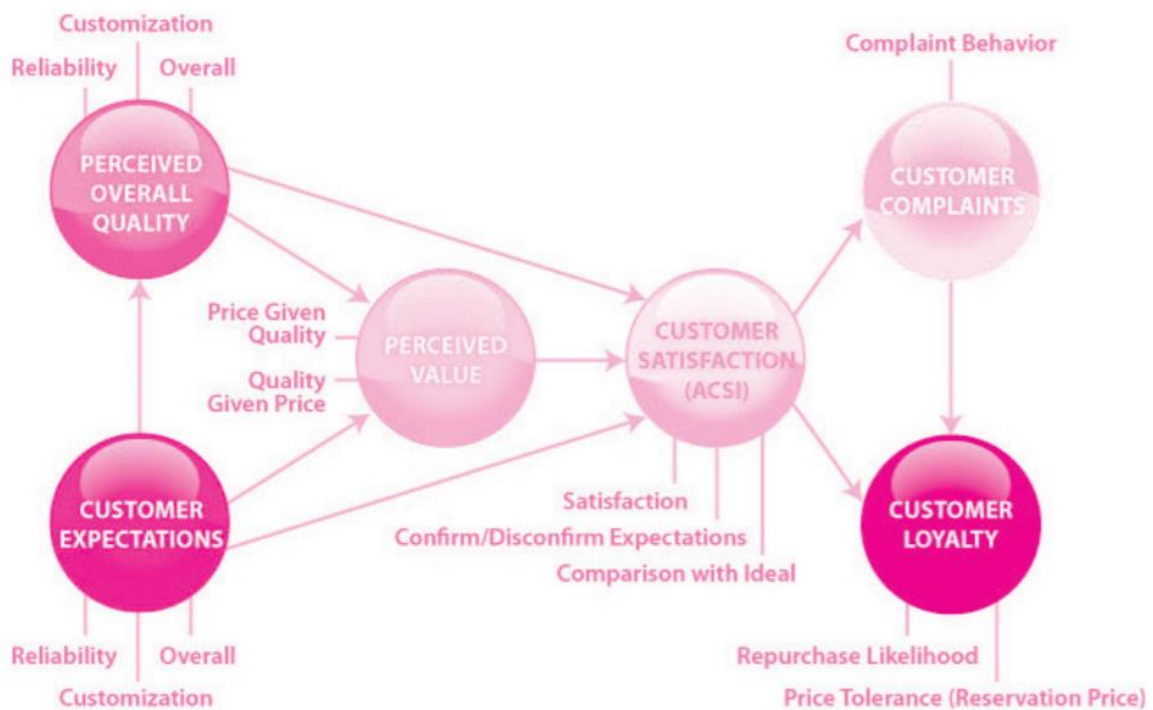 Customization
Reliability
Overall
PERCEIVED
OVERALL
QUALITY
Complaint Behavior
CUSTOMER
COMPLAINTS
Price Given
Quality
Quality
Given Price
PERCEIVED
VALUE
CUSTOMER
SATISFACTION
(ACSI)
Satisfaction
Confirm/Disconfirm Expectations
Comparison with Ideal
CUSTOMER
EXPECTATIONS
Reliability
Overall
Customization
CUSTOMER
LOYALTY
Repurchase Likelihood
Price Tolerance (Reservation Price)